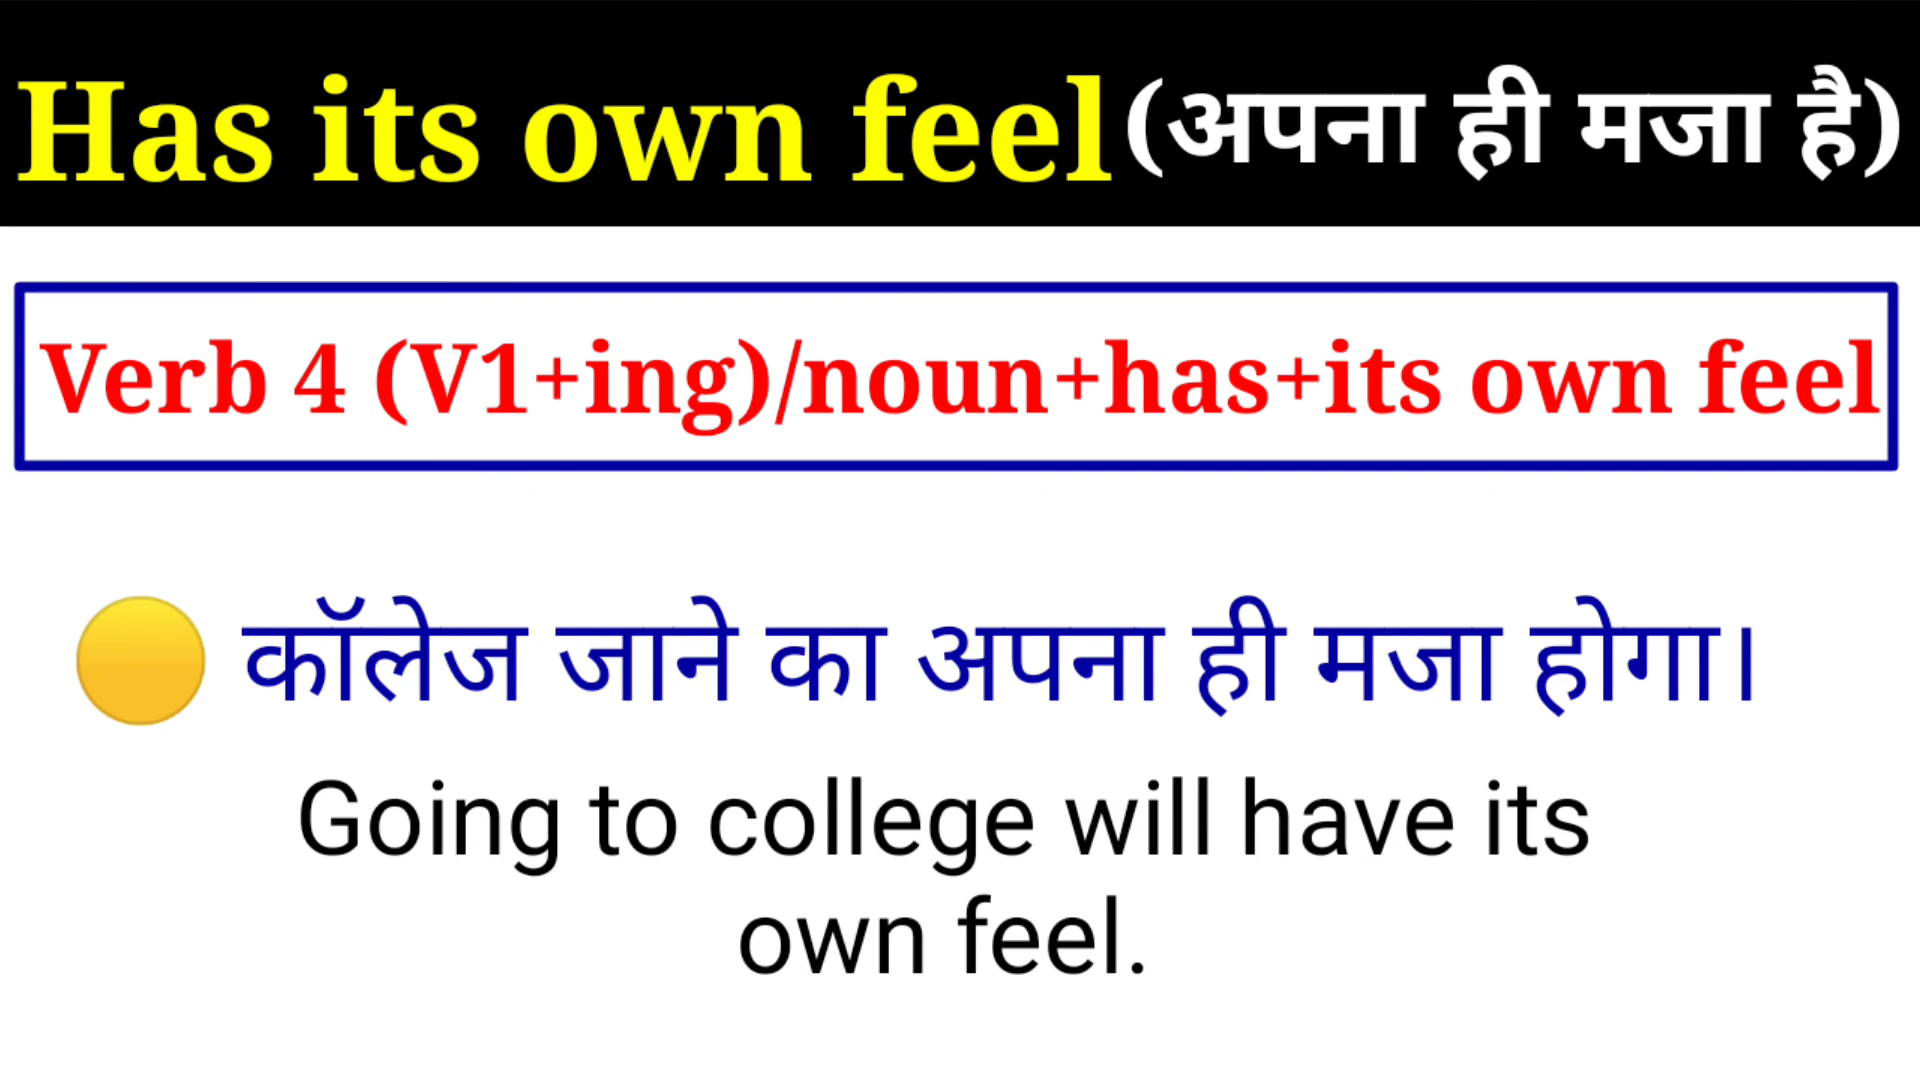 Has its own feel(अपना ही मजा है)
Verb 4 (V1+ing)/noun+has+its own feel
कॉलेज जाने का अपना ही मजा होगा।
Going to college will have its
own feel.